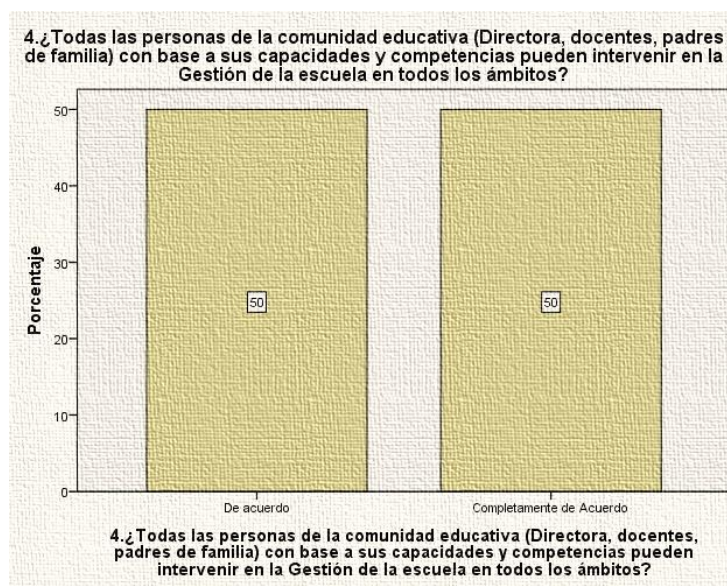 4.¿Todas las personas de la comunidad educativa (Directora, docentes, padres
de familia) con base a sus capacidades y competencias pueden intervenir en la
Gestión de la escuela en todos los ámbitos?
50
40
30
20
10
0
Porcentaje
50
50
De acuerdo
Completamente de Acuerdo
4.¿Todas las personas de la comunidad educativa (Directora, docentes,
padres de familia) con base a sus capacidades y competencias pueden
intervenir en la Gestión de la escuela en todos los ámbitos?